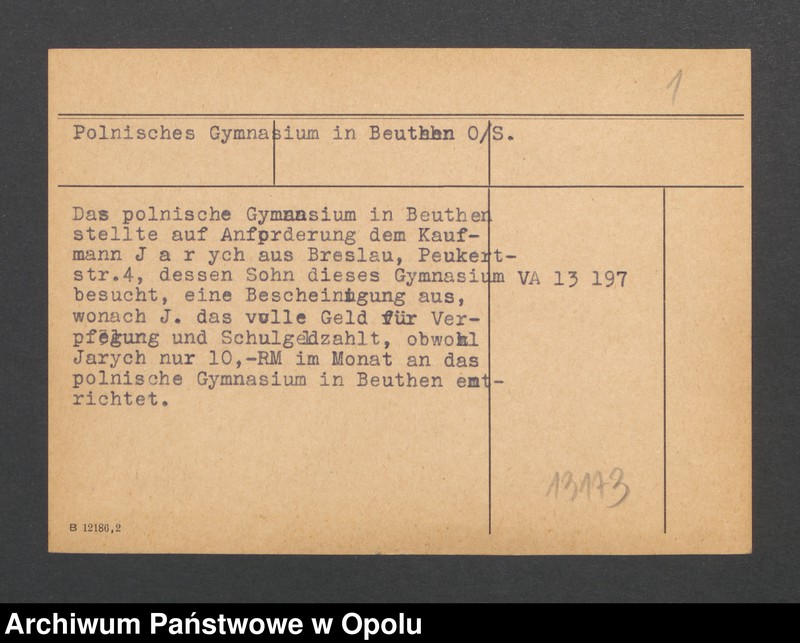 1
Polnisches Gymnasium in Beuthen O/S.
Das polnische Gymnasium in Beuthen
stellte auf Anforderung dem Kauf-
mann J a r ych aus Breslau, Peukert-
str.4, dessen Sohn dieses Gymnasium VA 13 197
besucht, eine Bescheinigung aus,
wonach J. das volle Geld für Ver-
pfegung und Schulgeldzahlt, obwohl
Jarych nur 10,-RM im Monat an das
polnische Gymnasium in Beuthen ent-
richtet.
13173
B 12186,2
Archiwum Państwowe w Opolu